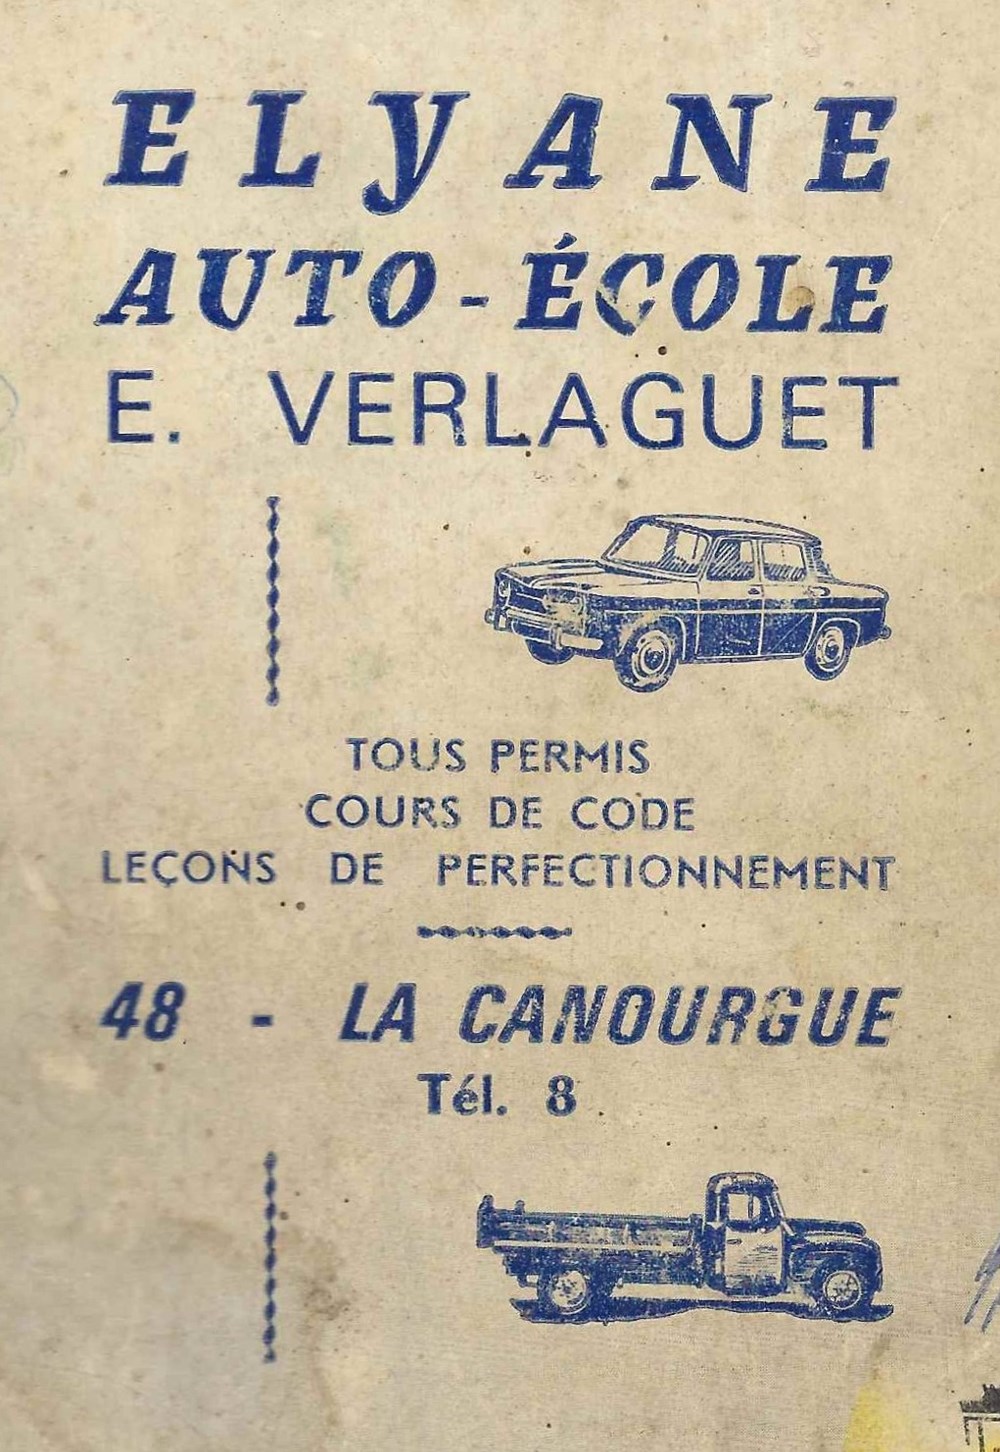 ELYANE
AUTO-ÉCOLE
E. VERLAGUET
TOUS PERMIS
COURS DE CODE
LEÇONS DE PERFECTIONNEMENT
48 - LA CANOURGUE
Tél. 8